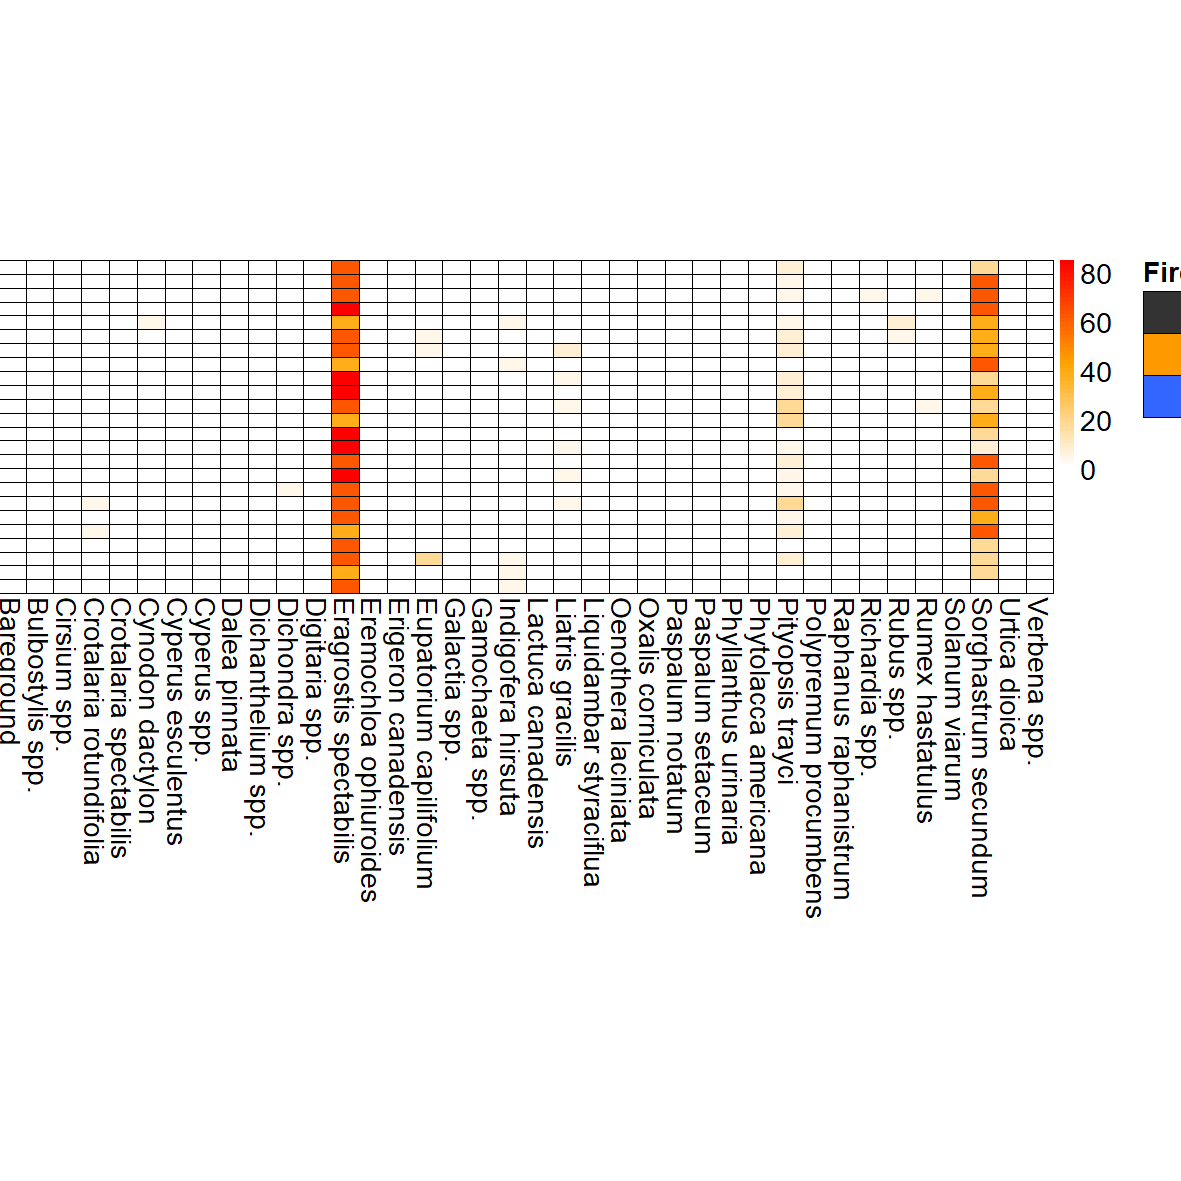 80
60
40
20
0
Fire
Bareground
Bulbostylis spp.
Cirsium spp.
Crotalaria rotundifolia
Crotalaria spectabilis
Cynodon dactylon
Cyperus esculentus
Cyperus spp.
Dalea pinnata
Dichanthelium spp.
Dichondra spp.
Digitaria spp.
Eragrostis spectabilis
Eremochloa ophiuroides
Erigeron canadensis
Eupatorium capilifolium
Galactia spp.
Gamochaeta spp.
Indigofera hirsuta
Lactuca canadensis
Liatris gracilis
Liquidambar styraciflua
Oenothera laciniata
Oxalis corniculata
Paspalum notatum
Paspalum setaceum
Phyllanthus urinaria
Phytolacca americana
Pityopsis trayci
Polypremum procumbens
Raphanus raphanistrum
Richardia spp.
Rubus spp.
Rumex hastatulus
Solanum viarum
Sorghastrum secundum
Urtica dioica
Verbena spp.